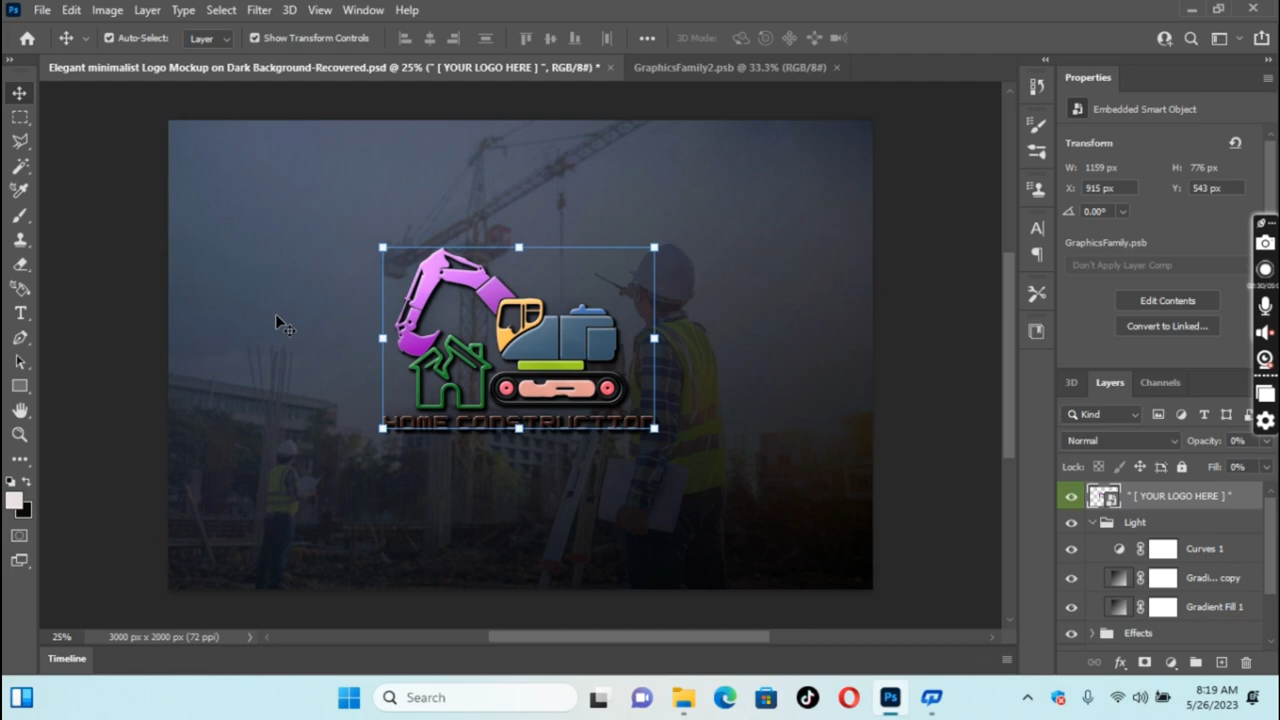 Ps File Edit Image Layer Type Select Filter 3D View Window Help
Auto-Select: Layer Show Transform Controls ••• 3D Mode:
Elegant minimalist Logo Mockup on Dark Background-Recovered.psd @ 25% (" [ YOUR LOGO HERE ] ", RGB/8#) * × GraphicsFamily2.psb @ 33.3% (RGB/8#) ×
Properties
Embedded Smart Object
Transform
W: 1159 px H: 776 px
X: 915 px Y: 543 px
0.00°
GraphicsFamily.psb
Don't Apply Layer Comp
Edit Contents
Convert to Linked...
HOME CONSTRUCTION
3D Layers Channels
Kind
Normal Opacity: 0%
Lock: Fill: 0%
" [ YOUR LOGO HERE ] "
Light
Curves 1
Gradi... copy
Gradient Fill 1
Effects
25% 3000 px x 2000 px (72 ppi)
Timeline
Search
Ps
8:19 AM
5/26/2023